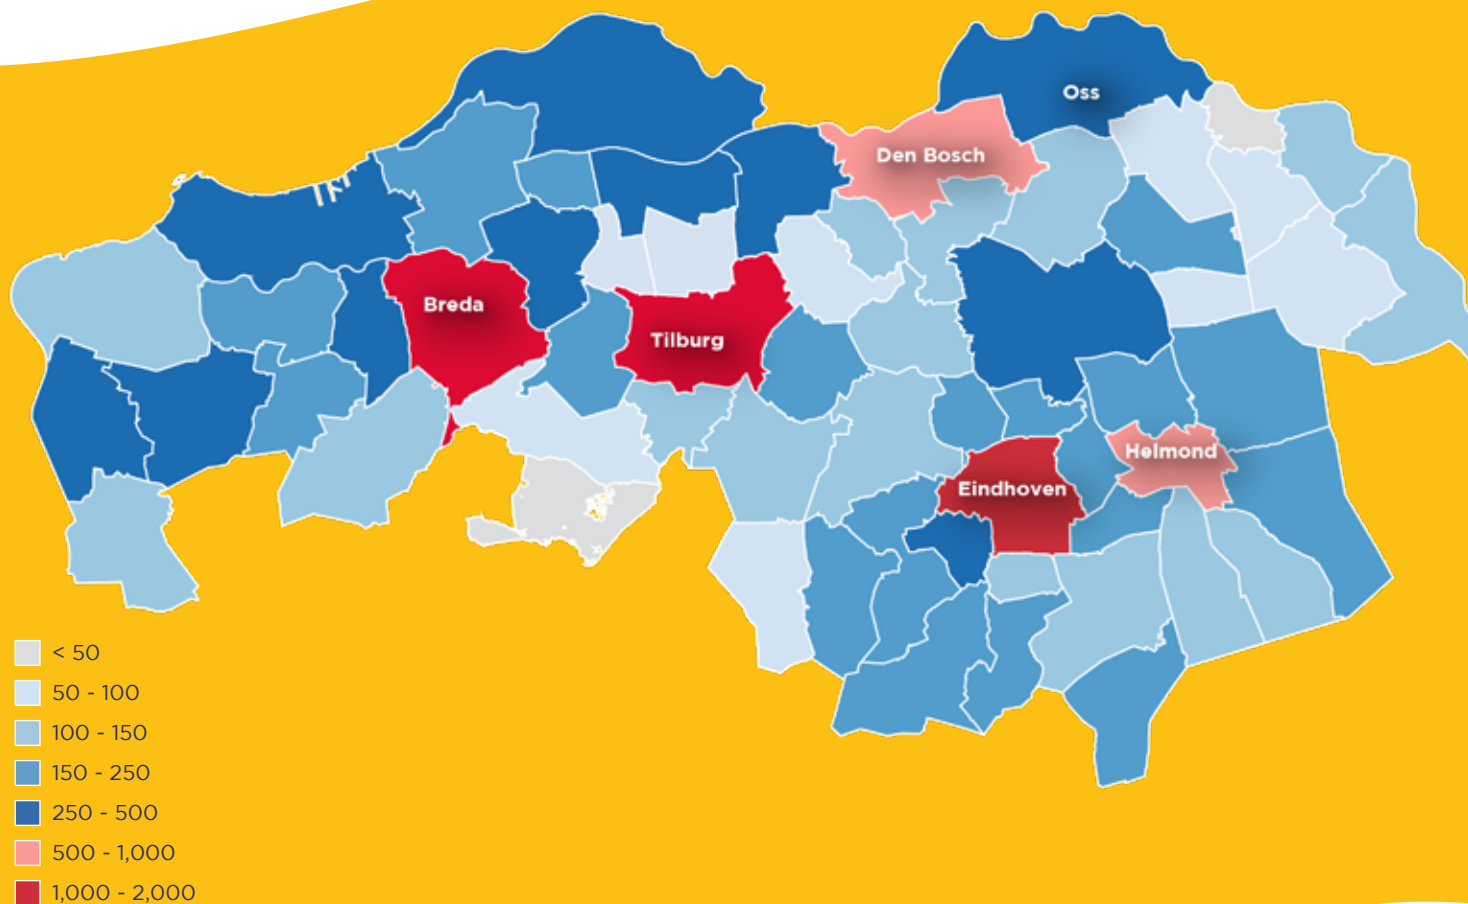 Oss
Den Bosch
Breda
Tilburg
Helmond
Eindhoven
< 50
50 - 100
100 - 150
150 - 250
250 - 500
500 - 1,000
1,000 - 2,000